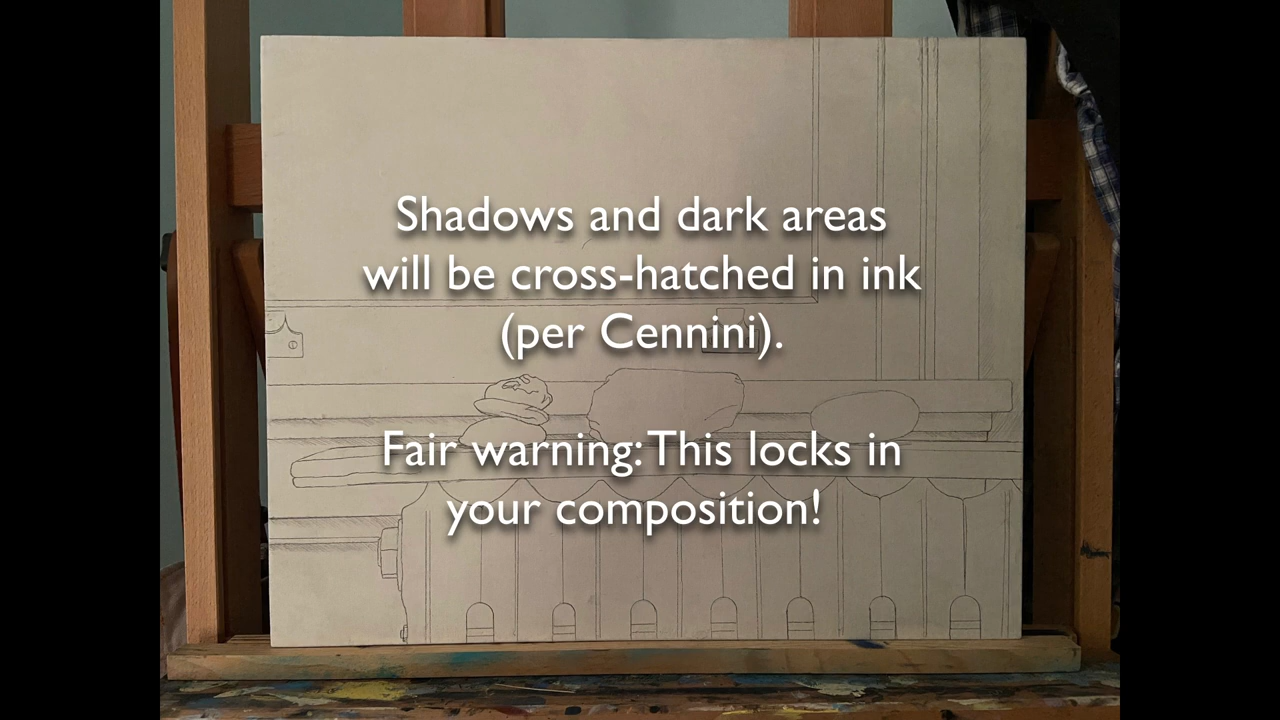 Shadows and dark areas
will be cross-hatched in ink
(per Cennini).
Fair warning: This locks in
your composition!